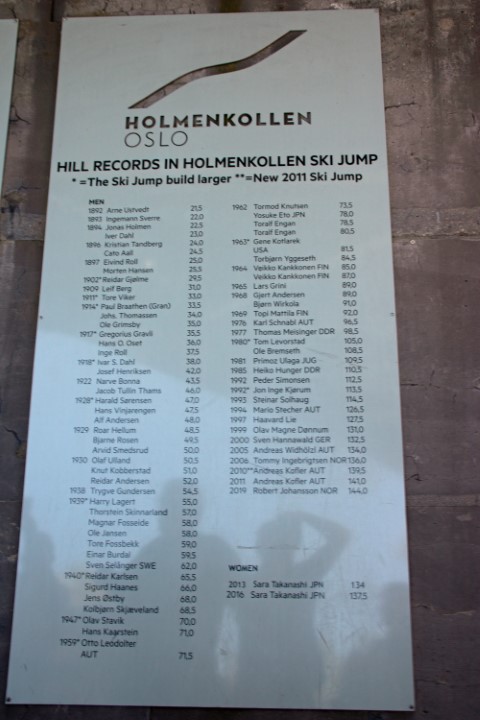 HOLMENKOLLEN
OSLO
HILL RECORDS IN HOLMENKOLLEN SKI JUMP
* =The Ski Jump build larger **=New 2011 Ski Jump
MEN
1892 Arne Ustvedt 21,5
1893 Ingemann Sverre 22,0
1894 Jonas Holmen 22,5
Iver Dahl 23,0
1896 Kristian Tandberg 24,0
Cato Aall 24,5
1897 Eivind Roll 25,0
Morten Hansen 25,5
1902* Reidar Gjølme 29,5
1909 Leif Berg 31,0
1911* Tore Viker 33,0
1914* Paul Braathen (Gran) 33,5
Johs. Thomassen 34,0
Ole Grimsby 35,0
1917* Gregorius Gravli 35,5
Hans O. Oset 36,0
Inge Roll 37,5
1918* Ivar S. Dahl 38,0
Josef Henriksen 42,0
1922 Narve Bonna 43,5
Jacob Tullin Thams 46,0
1928* Harald Sørensen 47,0
Hans Vinjarengen 47,5
Alf Andersen 48,0
1929 Roar Hellum 48,5
Bjarne Rosen 49,5
Arvid Smedsrud 50,0
1930 Olaf Ulland 50,5
Knut Kobberstad 51,0
Reidar Andersen 52,0
1938 Trygve Gundersen 54,5
1939* Harry Lagert 55,0
Thorstein Skinnarland 57,0
Magnar Fosseide 58,0
Ole Jansen 58,0
Tore Fossbekk 59,0
Einar Burdal 59,5
Sven Selånger SWE 62,0
1940* Reidar Karlsen 65,5
Sigurd Haanes 66,0
Jens Østby 68,0
Kolbjørn Skjæveland 68,5
1947* Olav Stavik 70,0
Hans Kaarstein 71,0
1959* Otto Leodolter
AUT 71,5
1962 Tormod Knutsen 73,5
Yosuke Eto JPN 78,0
Toralf Engan 78,5
Toralf Engan 80,5
1963* Gene Kotlarek
USA 81,5
Torbjørn Yggeseth 84,5
1964 Veikko Kankkonen FIN 85,0
Veikko Kankkonen FIN 87,0
1965 Lars Grini 89,0
1968 Gjert Andersen 89,0
Bjørn Wirkola 91,0
1969 Topi Mattila FIN 92,0
1976 Karl Schnabl AUT 96,5
1977 Thomas Meisinger DDR 98,5
1980* Tom Levorstad 105,0
Ole Bremseth 108,5
1981 Primoz Ulaga JUG 109,5
1985 Heiko Hunger DDR 110,5
1992 Peder Simonsen 112,5
1992* Jon Inge Kjørum 113,5
1993 Steinar Solhaug 114,5
1994 Mario Stecher AUT 126,5
1997 Haavard Lie 127,5
1999 Olav Magne Dønnum 131,0
2000 Sven Hannawald GER 132,5
2005 Andreas Widhölzl AUT 134,0
2006 Tommy Ingebrigtsen NOR 136,0
2010** Andreas Kofler AUT 139,5
2011 Andreas Kofler AUT 141,0
2019 Robert Johansson NOR 144,0
WOMEN
2013 Sara Takanashi JPN 134
2016 Sara Takanashi JPN 137,5